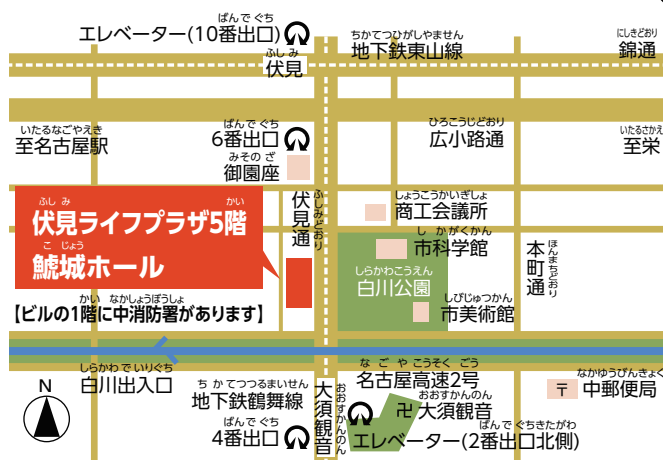 ばんでぐち
エレベーター(10番出口)
ふしみ
伏見
ちかてつひがしやません
地下鉄東山線
にしきどおり
錦通
いたるなごやえき
至名古屋駅
ばんでぐち
6番出口
みそのざ
御園座
ひろこうじどおり
広小路通
いたるさかえ
至栄
ふしみ かい
伏見ライフプラザ5階
こじょう
鯱城ホール
伏見通
ふしみどおり
しょうこうかいぎしょ
商工会議所
しかがくかん
市科学館
しらかわこうえん
白川公園
しびじゅつかん
市美術館
本町通
ほんまちどおり
かい なかしょうぼうしょ
【ビルの1階に中消防署があります】
しらかわでいりぐち
白川出入口
なごやこうそく ごう
名古屋高速2号
なかゆうびんきょく
〒 中郵便局
N
ちかてつつるまいせん
地下鉄鶴舞線
ばんでぐち
4番出口
大須観音
おおすかんのん
おおすかんのん
卍 大須観音
ばんでぐちきたがわ
エレベーター(2番出口北側)